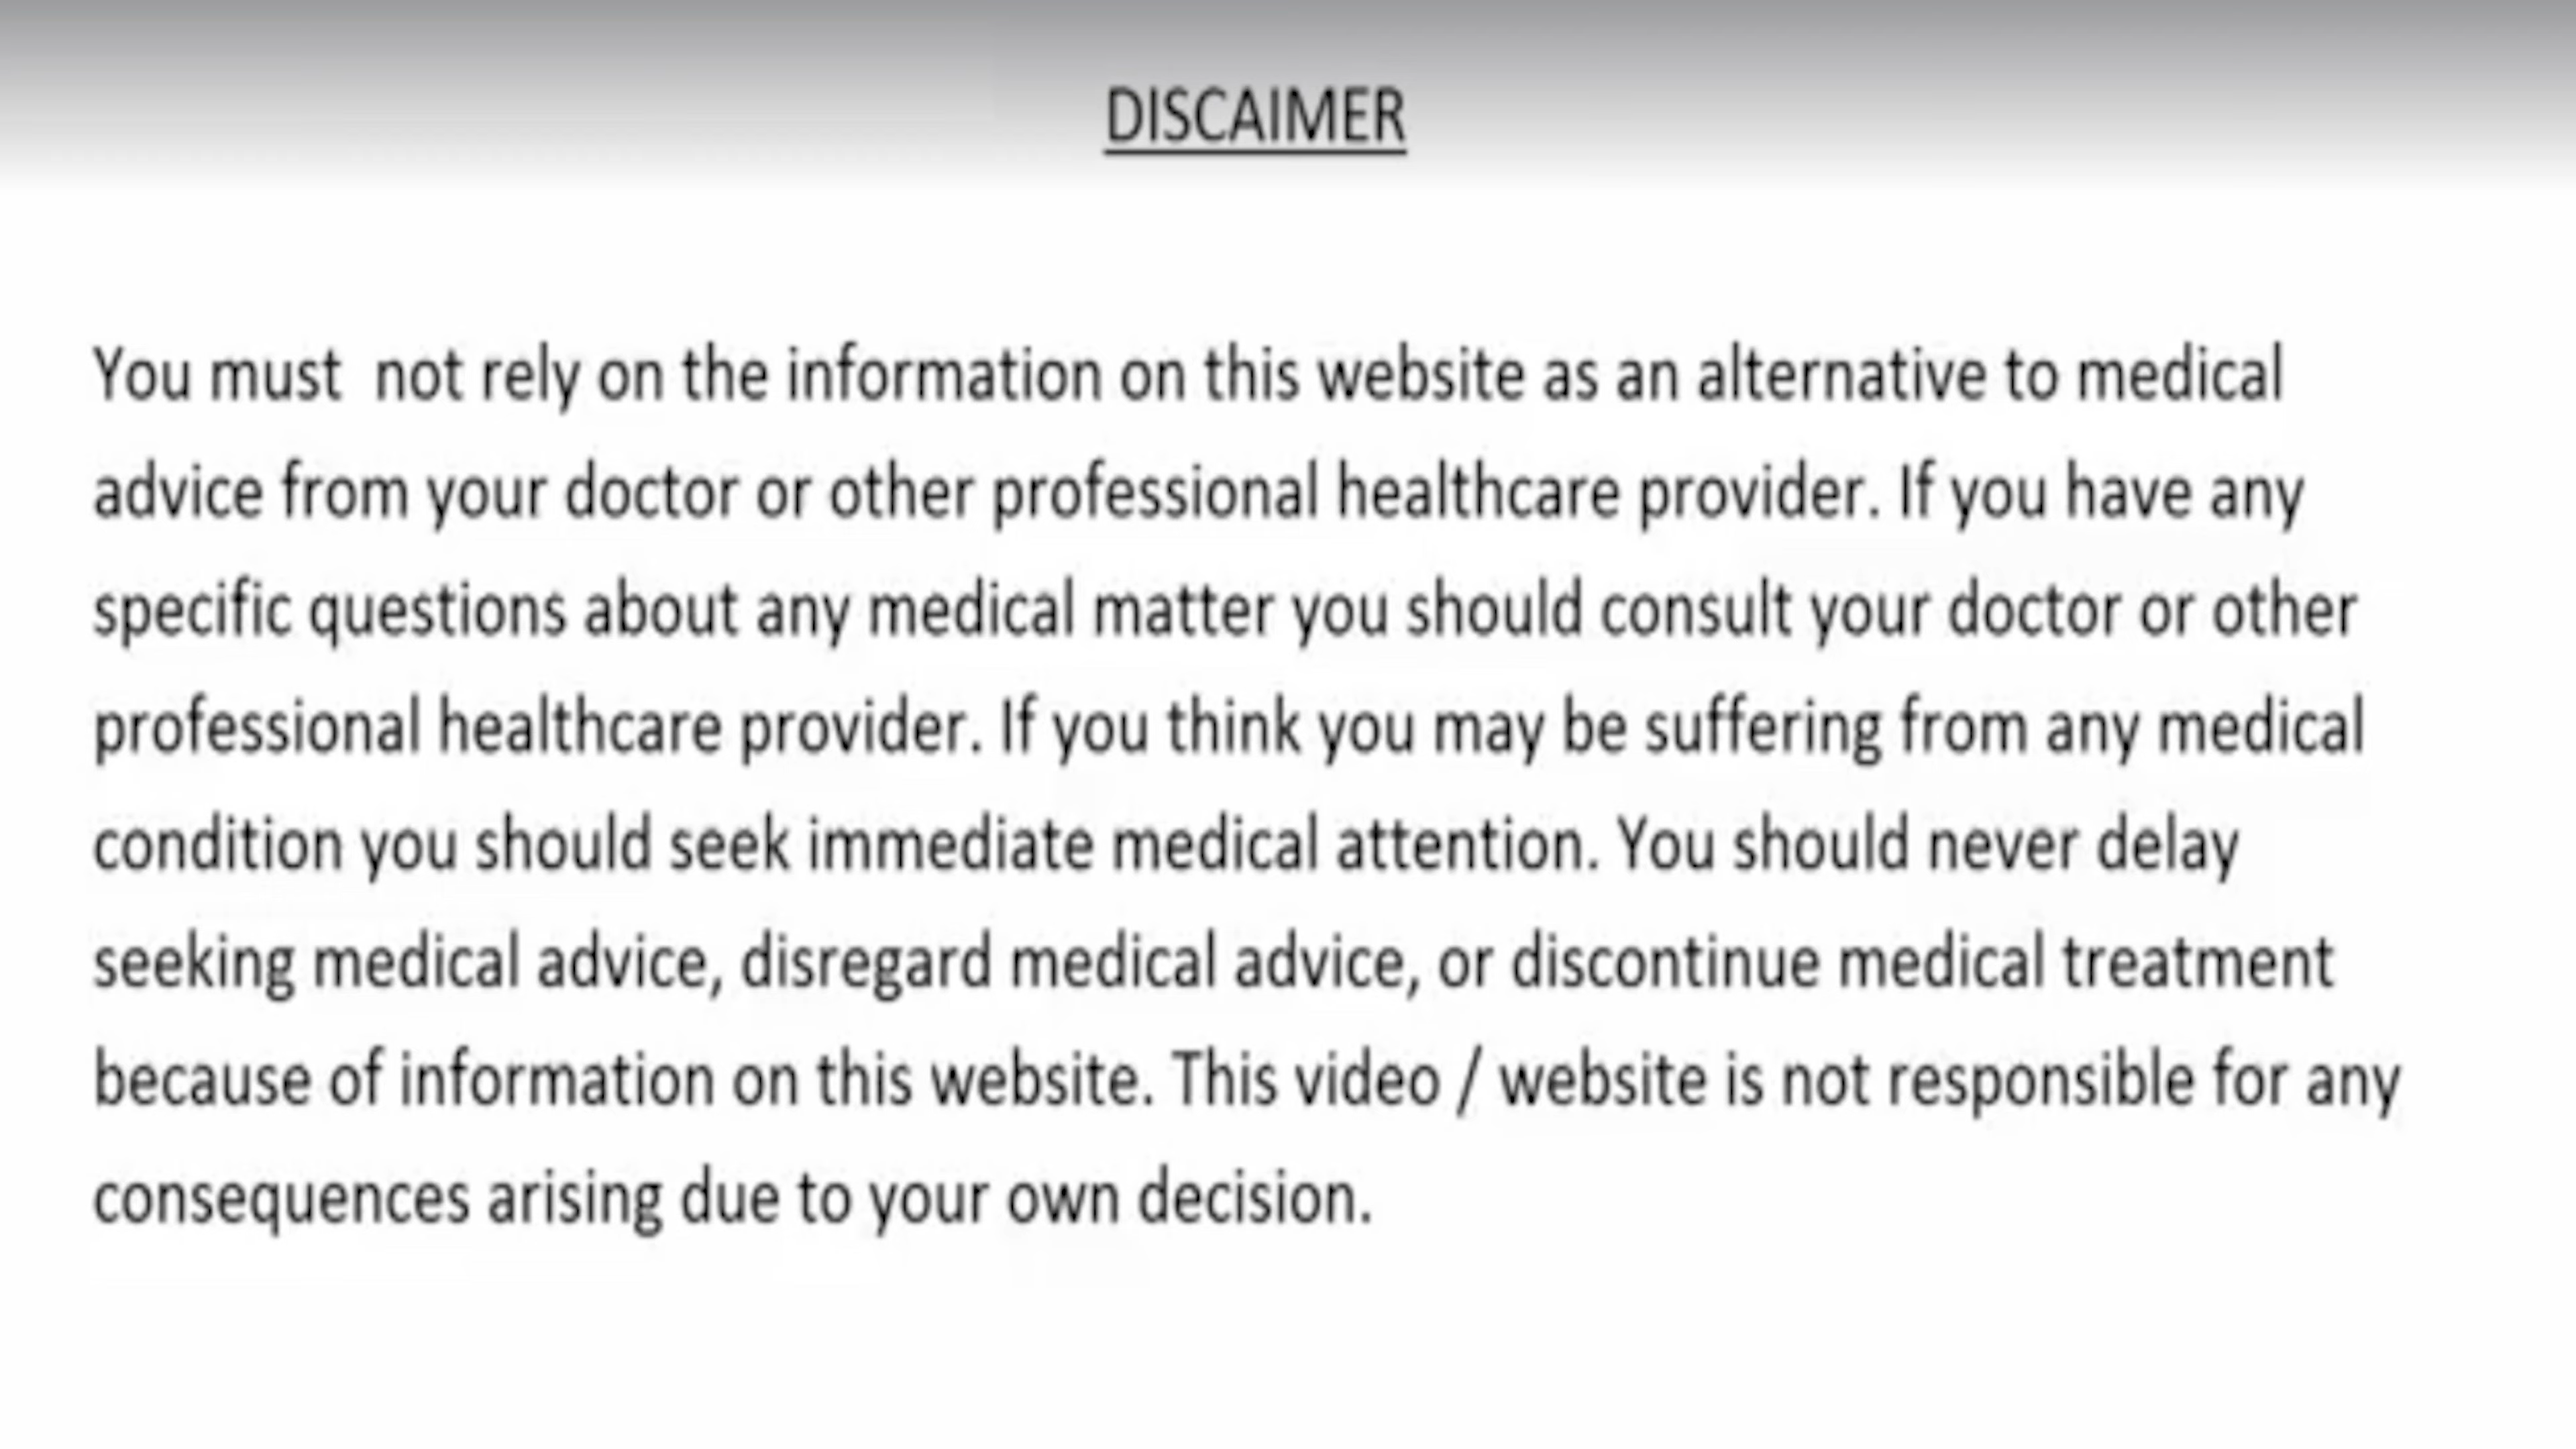 DISCAIMER
You must  not rely on the information on this website as an alternative to medical
advice from your doctor or other professional healthcare provider. If you have any
specific questions about any medical matter you should consult your doctor or other
professional healthcare provider. If you think you may be suffering from any medical
condition you should seek immediate medical attention. You should never delay
seeking medical advice, disregard medical advice, or discontinue medical treatment
because of information on this website. This video / website is not responsible for any
consequences arising due to your own decision.